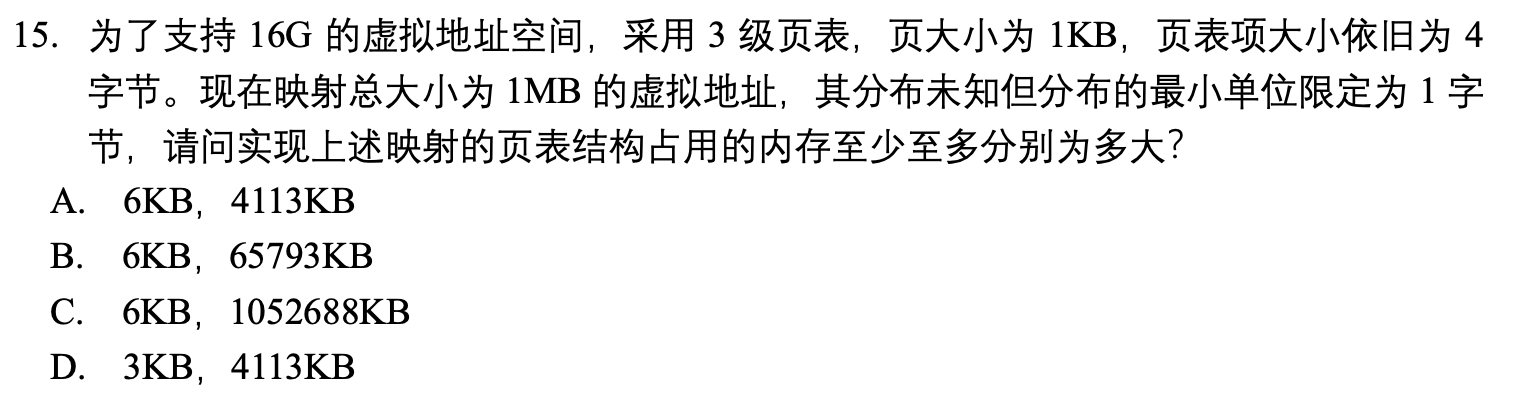 15. 为了支持 16G 的虚拟地址空间，采用 3 级页表，页大小为 1KB，页表项大小依旧为 4
字节。现在映射总大小为 1MB 的虚拟地址，其分布未知但分布的最小单位限定为 1 字
节，请问实现上述映射的页表结构占用的内存至少至多分别为多大？
A. 6KB，4113KB
B. 6KB，65793KB
C. 6KB，1052688KB
D. 3KB，4113KB